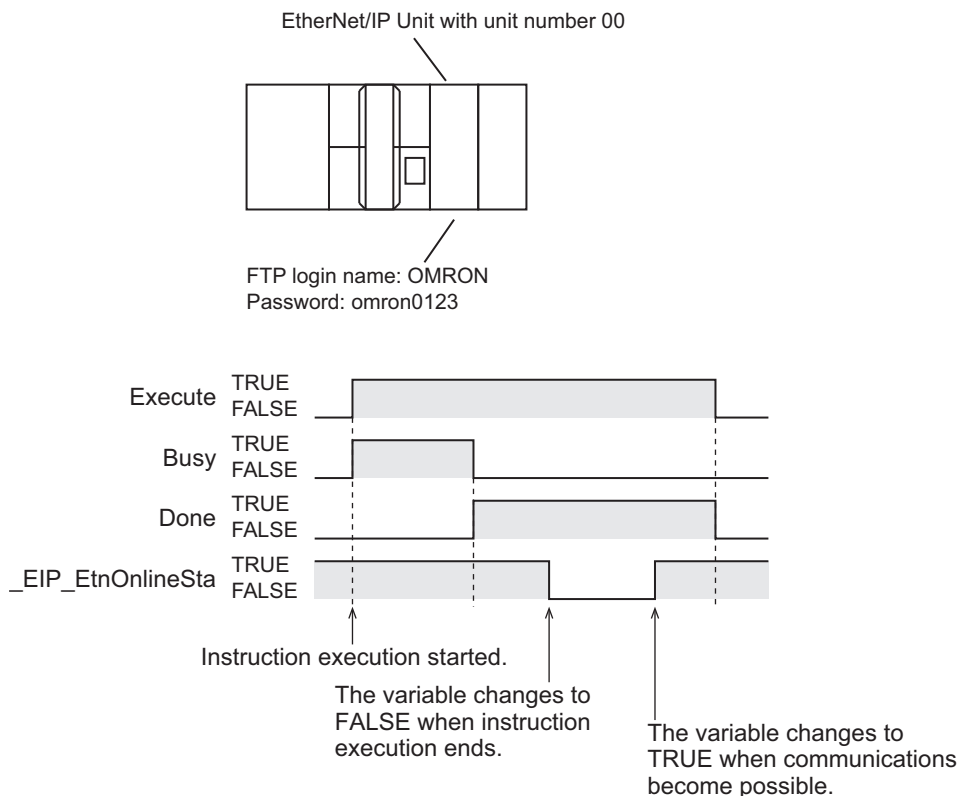 EtherNet/IP Unit with unit number 00
FTP login name: OMRON
Password: omron0123
Execute TRUE
FALSE
Busy TRUE
FALSE
Done TRUE
FALSE
_EIP_EtnOnlineSta TRUE
FALSE
Instruction execution started.
The variable changes to
FALSE when instruction
execution ends.
The variable changes to
TRUE when communications
become possible.